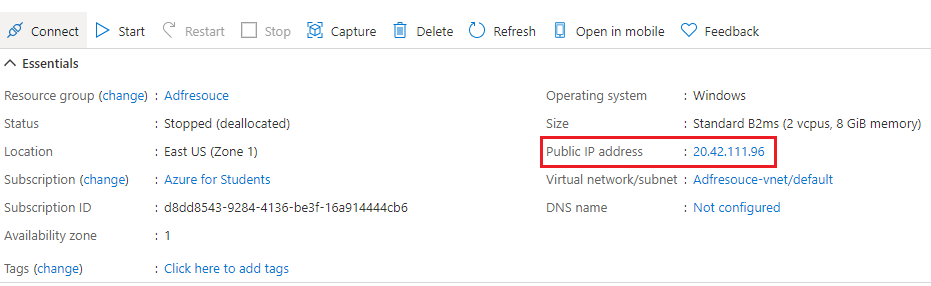 Connect Start Restart Stop Capture Delete Refresh Open in mobile Feedback
Essentials
Resource group (change) : Adfresouce
Status : Stopped (deallocated)
Location : East US (Zone 1)
Subscription (change) : Azure for Students
Subscription ID : d8dd8543-9284-4136-be3f-16a914444cb6
Availability zone : 1
Tags (change) : Click here to add tags
Operating system : Windows
Size : Standard B2ms (2 vcpus, 8 GiB memory)
Public IP address : 20.42.111.96
Virtual network/subnet : Adfresouce-vnet/default
DNS name : Not configured